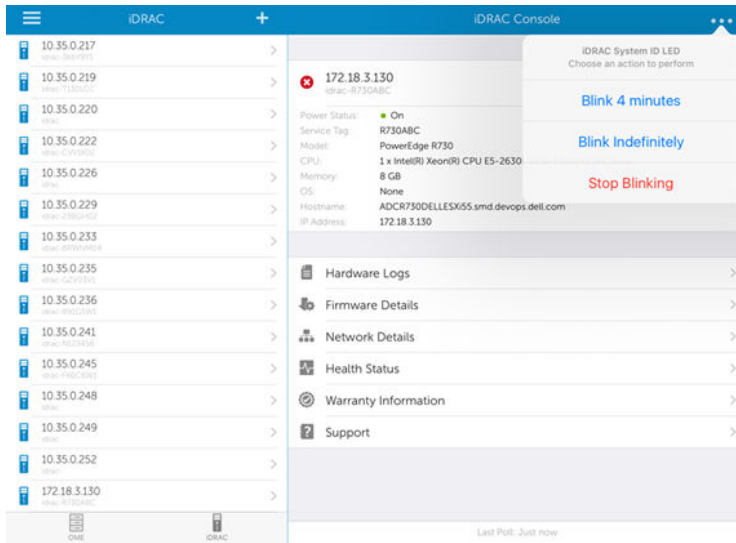 iDRAC
+
iDRAC Console
10.35.0.217
10.35.0.219
10.35.0.220
idrac
10.35.0.222
10.35.0.226
idrac
10.35.0.229
10.35.0.233
10.35.0.235
10.35.0.236
10.35.0.241
idrac-N123456
10.35.0.245
10.35.0.248
idrac
10.35.0.249
idrac
10.35.0.252
idrac
172.18.3.130
idrac-R730ABC
OME
iDRAC
172.18.3.130
idrac-R730ABC
Power Status: On
Service Tag: R730ABC
Model: PowerEdge R730
CPU: 1 x Intel(R) Xeon(R) CPU E5-2630
Memory: 8 GB
OS: None
Hostname: ADCR730DELLESXi55.smd.devops.dell.com
IP Address: 172.18.3.130
iDRAC System ID LED
Choose an action to perform
Blink 4 minutes
Blink Indefinitely
Stop Blinking
Hardware Logs
Firmware Details
Network Details
Health Status
Warranty Information
Support
Last Poll: Just now